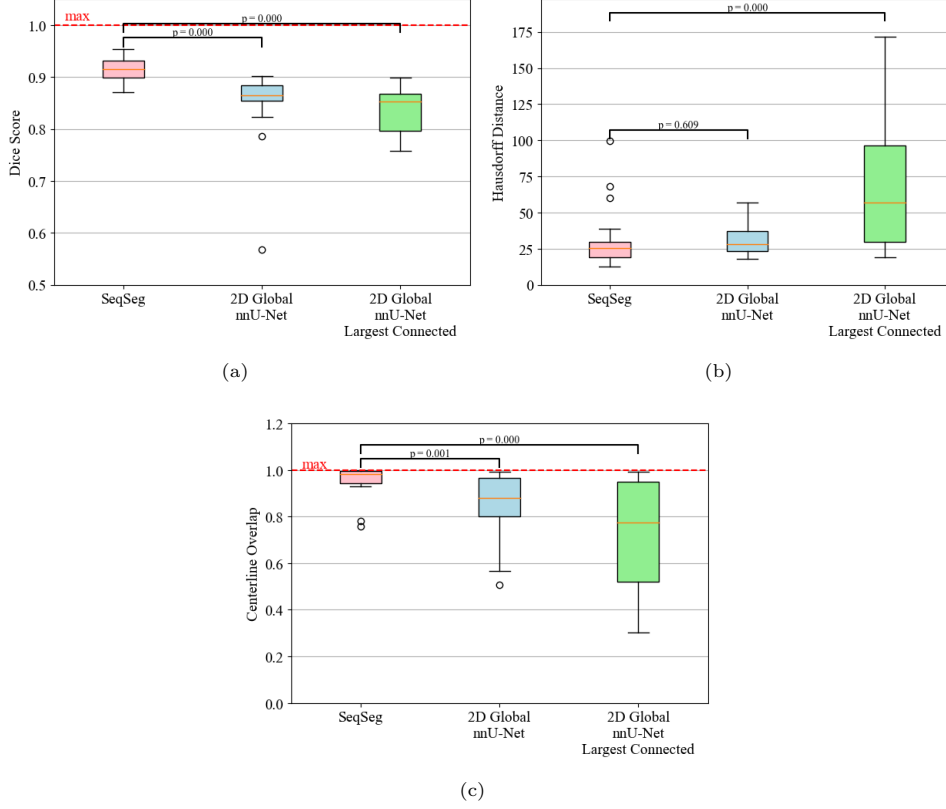 max
p = 0.000
p = 0.000
1.0
0.9
0.8
0.7
0.6
0.5
Dice Score
SeqSeg
2D Global
nnU-Net
2D Global
nnU-Net
Largest Connected
(a)
p = 0.000
p = 0.609
175
150
125
100
75
50
25
0
Hausdorff Distance
SeqSeg
2D Global
nnU-Net
2D Global
nnU-Net
Largest Connected
(b)
1.2
1.0
0.8
0.6
0.4
0.2
0.0
Centerline Overlap
max
p = 0.000
p = 0.001
SeqSeg
2D Global
nnU-Net
2D Global
nnU-Net
Largest Connected
(c)